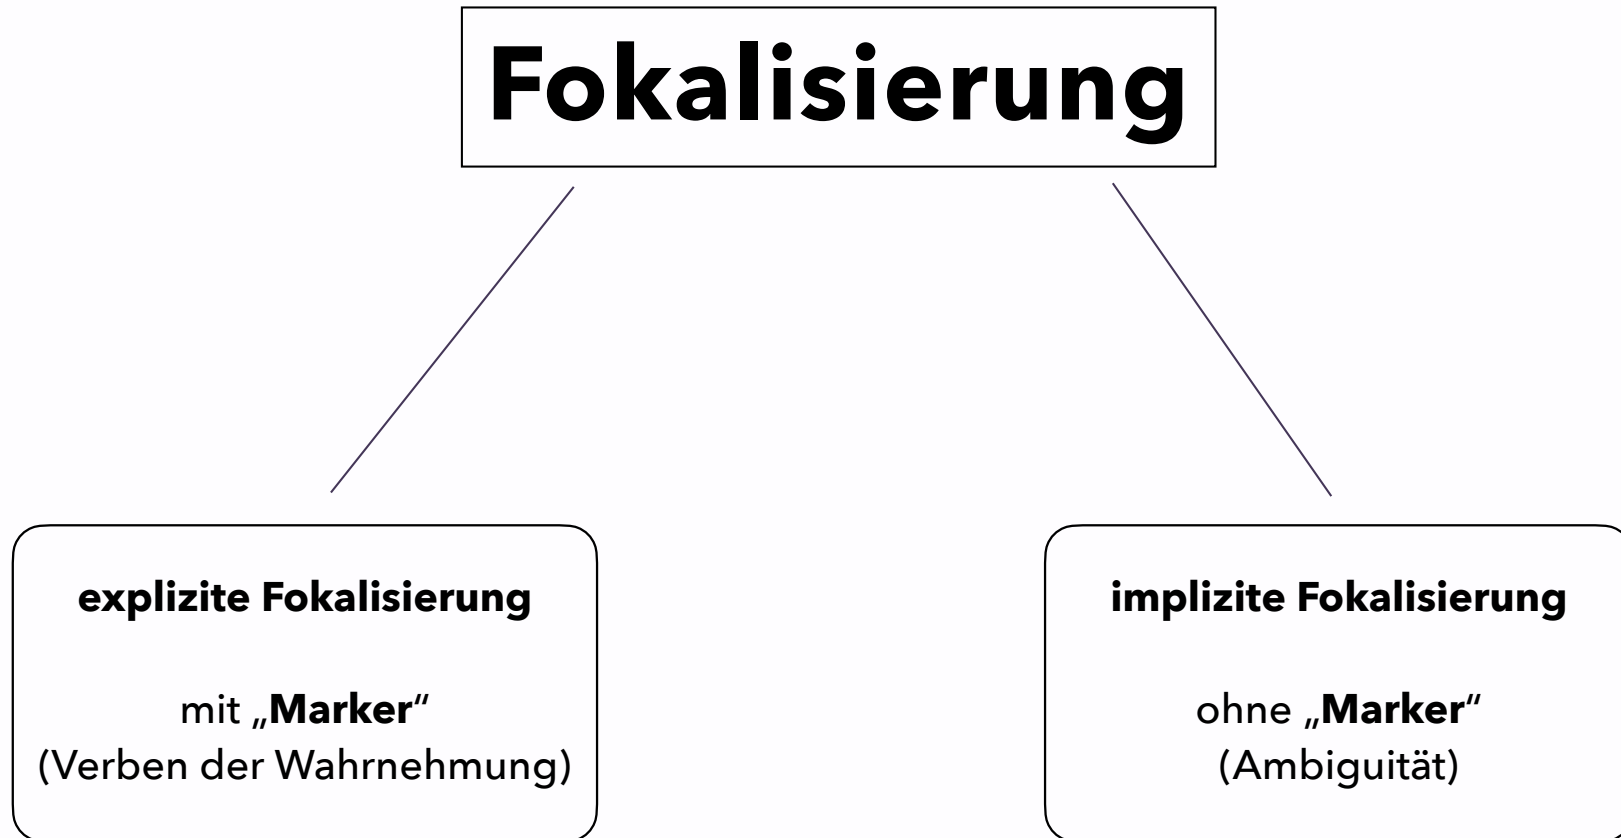 Fokalisierung
explizite Fokalisierung
mit „Marker“
(Verben der Wahrnehmung)
implizite Fokalisierung
ohne „Marker“
(Ambiguität)